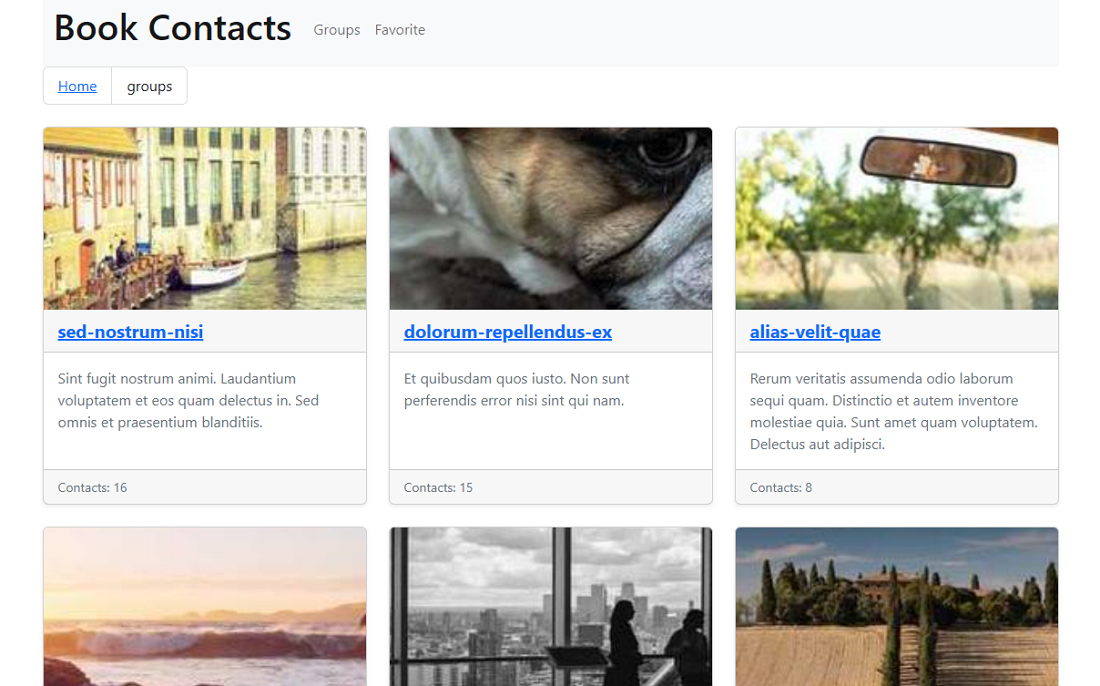 Book Contacts Groups Favorite
Home groups
sed-nostrum-nisi
Sint fugit nostrum animi. Laudantium
voluptatem et eos quam delectus in. Sed
omnis et praesentium blanditiis.
Contacts: 16
dolorum-repellendus-ex
Et quibusdam quos iusto. Non sunt
perferendis error nisi sint qui nam.
Contacts: 15
alias-velit-quae
Rerum veritatis assumenda odio laborum
sequi quam. Distinctio et autem inventore
molestiae quia. Sunt amet quam voluptatem.
Delectus aut adipisci.
Contacts: 8